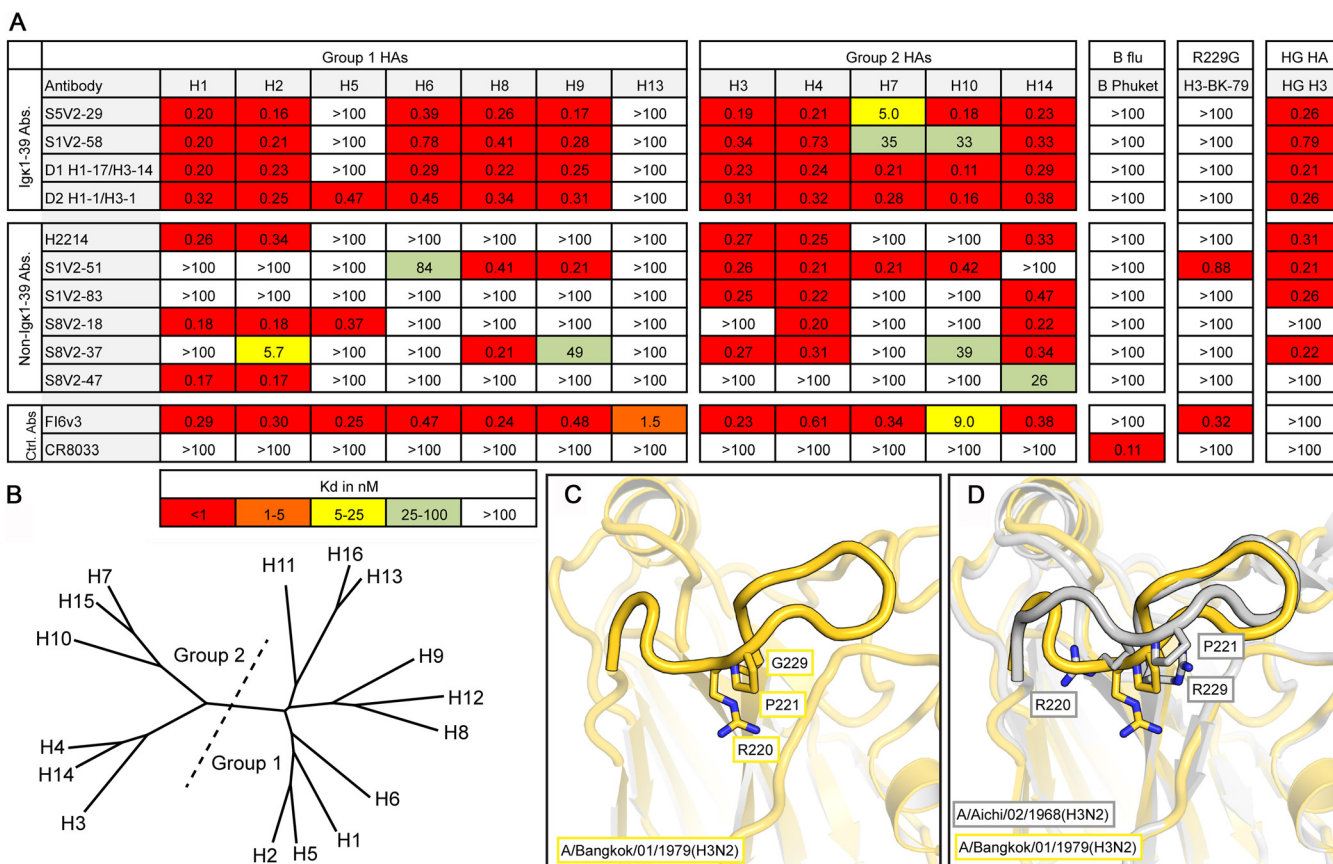 A
Group 1 HAs Group 2 HAs B flu R229G HG HA
Antibody H1 H2 H5 H6 H8 H9 H13 H3 H4 H7 H10 H14 B Phuket H3-BK-79 HG H3
Igκ1-39 Abs.
S5V2-29 0.20 0.16 >100 0.39 0.26 0.17 >100 0.19 0.21 5.0 0.18 0.23 >100 >100 0.26
S1V2-58 0.20 0.21 >100 0.78 0.41 0.28 >100 0.34 0.73 35 33 0.33 >100 >100 0.79
D1 H1-17/H3-14 0.20 0.23 >100 0.29 0.22 0.25 >100 0.23 0.24 0.21 0.11 0.29 >100 >100 0.21
D2 H1-1/H3-1 0.32 0.25 0.47 0.45 0.34 0.31 >100 0.31 0.32 0.28 0.16 0.38 >100 >100 0.26
Non-Igκ1-39 Abs.
H2214 0.26 0.34 >100 >100 >100 >100 >100 0.27 0.25 >100 >100 0.33 >100 >100 0.31
S1V2-51 >100 >100 >100 84 0.41 0.21 >100 0.26 0.21 0.21 0.42 >100 >100 0.88 0.21
S1V2-83 >100 >100 >100 >100 >100 >100 >100 0.25 0.22 >100 >100 0.47 >100 >100 0.26
S8V2-18 0.18 0.18 0.37 >100 >100 >100 >100 >100 0.20 >100 >100 0.22 >100 >100 >100
S8V2-37 >100 5.7 >100 >100 0.21 49 >100 0.27 0.31 >100 39 0.34 >100 >100 0.22
S8V2-47 0.17 0.17 >100 >100 >100 >100 >100 >100 >100 >100 >100 26 >100 >100 >100
Ctrl. Abs
FI6v3 0.29 0.30 0.25 0.47 0.24 0.48 1.5 0.23 0.61 0.34 9.0 0.38 >100 0.32 >100
CR8033 >100 >100 >100 >100 >100 >100 >100 >100 >100 >100 >100 >100 0.11 >100 >100
Kd in nM
<1 1-5 5-25 25-100 >100
B
H7
H15
H10
Group 2
H4
H14
H3
H11
H16
H13
H9
H12
H8
Group 1
H6
H1
H5
H2
C
G229
P221
R220
A/Bangkok/01/1979(H3N2)
D
P221
R229
R220
A/Aichi/02/1968(H3N2)
A/Bangkok/01/1979(H3N2)